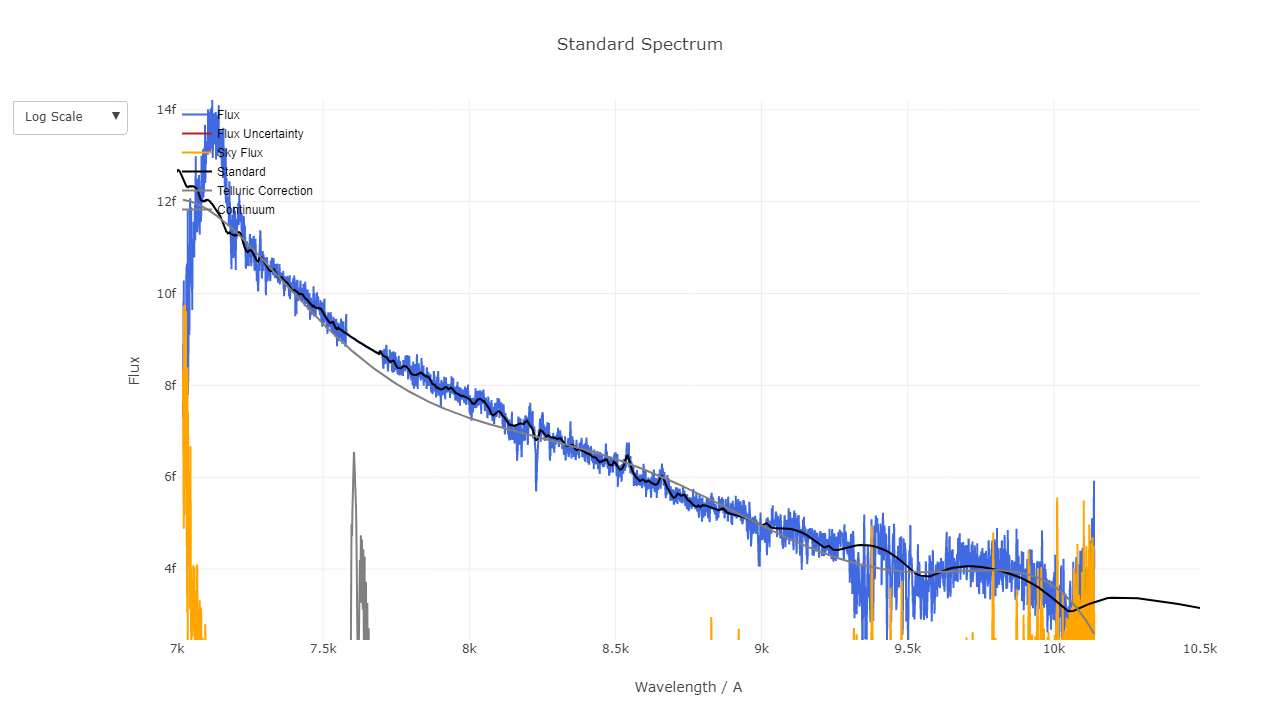 Standard Spectrum
Log Scale ▼
14f
12f
10f
8f
6f
4f
Flux
Flux
Flux Uncertainty
Sky Flux
Standard
Telluric Correction
Continuum
7k 7.5k 8k 8.5k 9k 9.5k 10k 10.5k
Wavelength / A